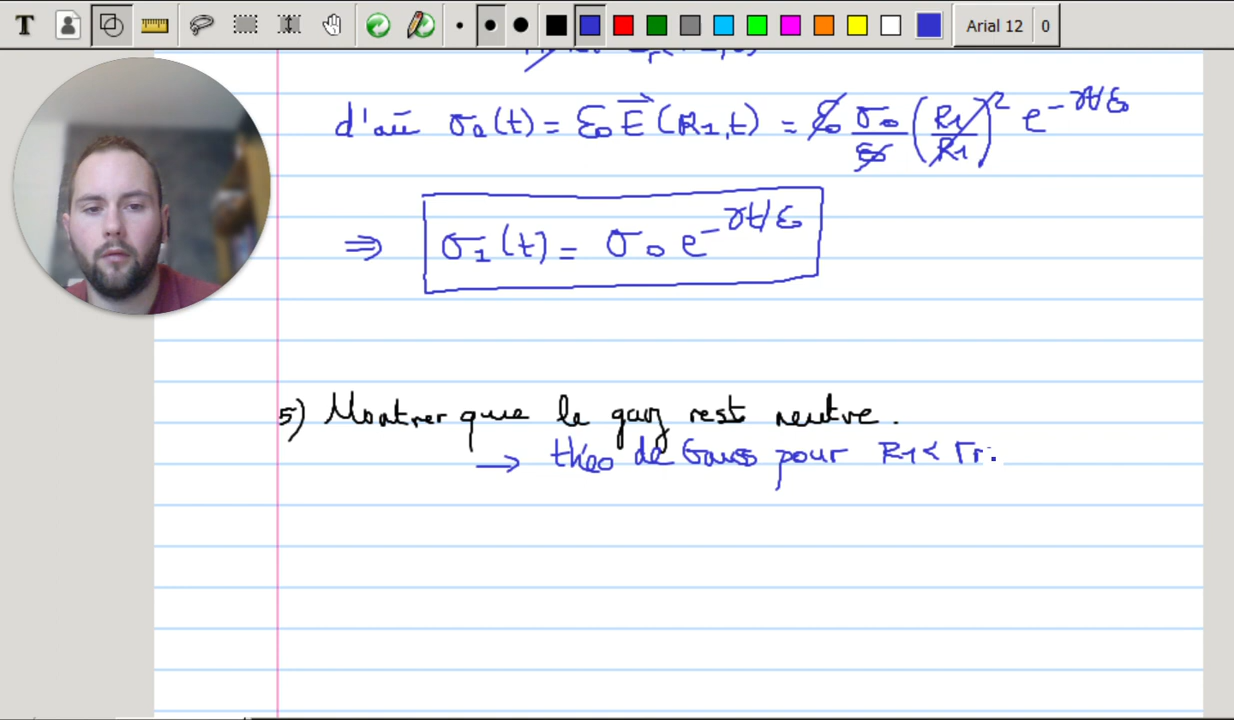 T Arial 12 0
d'où σ₁(t) = ε₀ E⃗ (R₁,t) = ε₀ σ₀/ε₀ (R₁/R₁)² e^(-γt/ε₀)
⇒ σ₁(t) = σ₀ e^(-γt/ε₀)
5) Montrer que le gaz reste neutre.
→ théo de Gauss pour R₁ < r